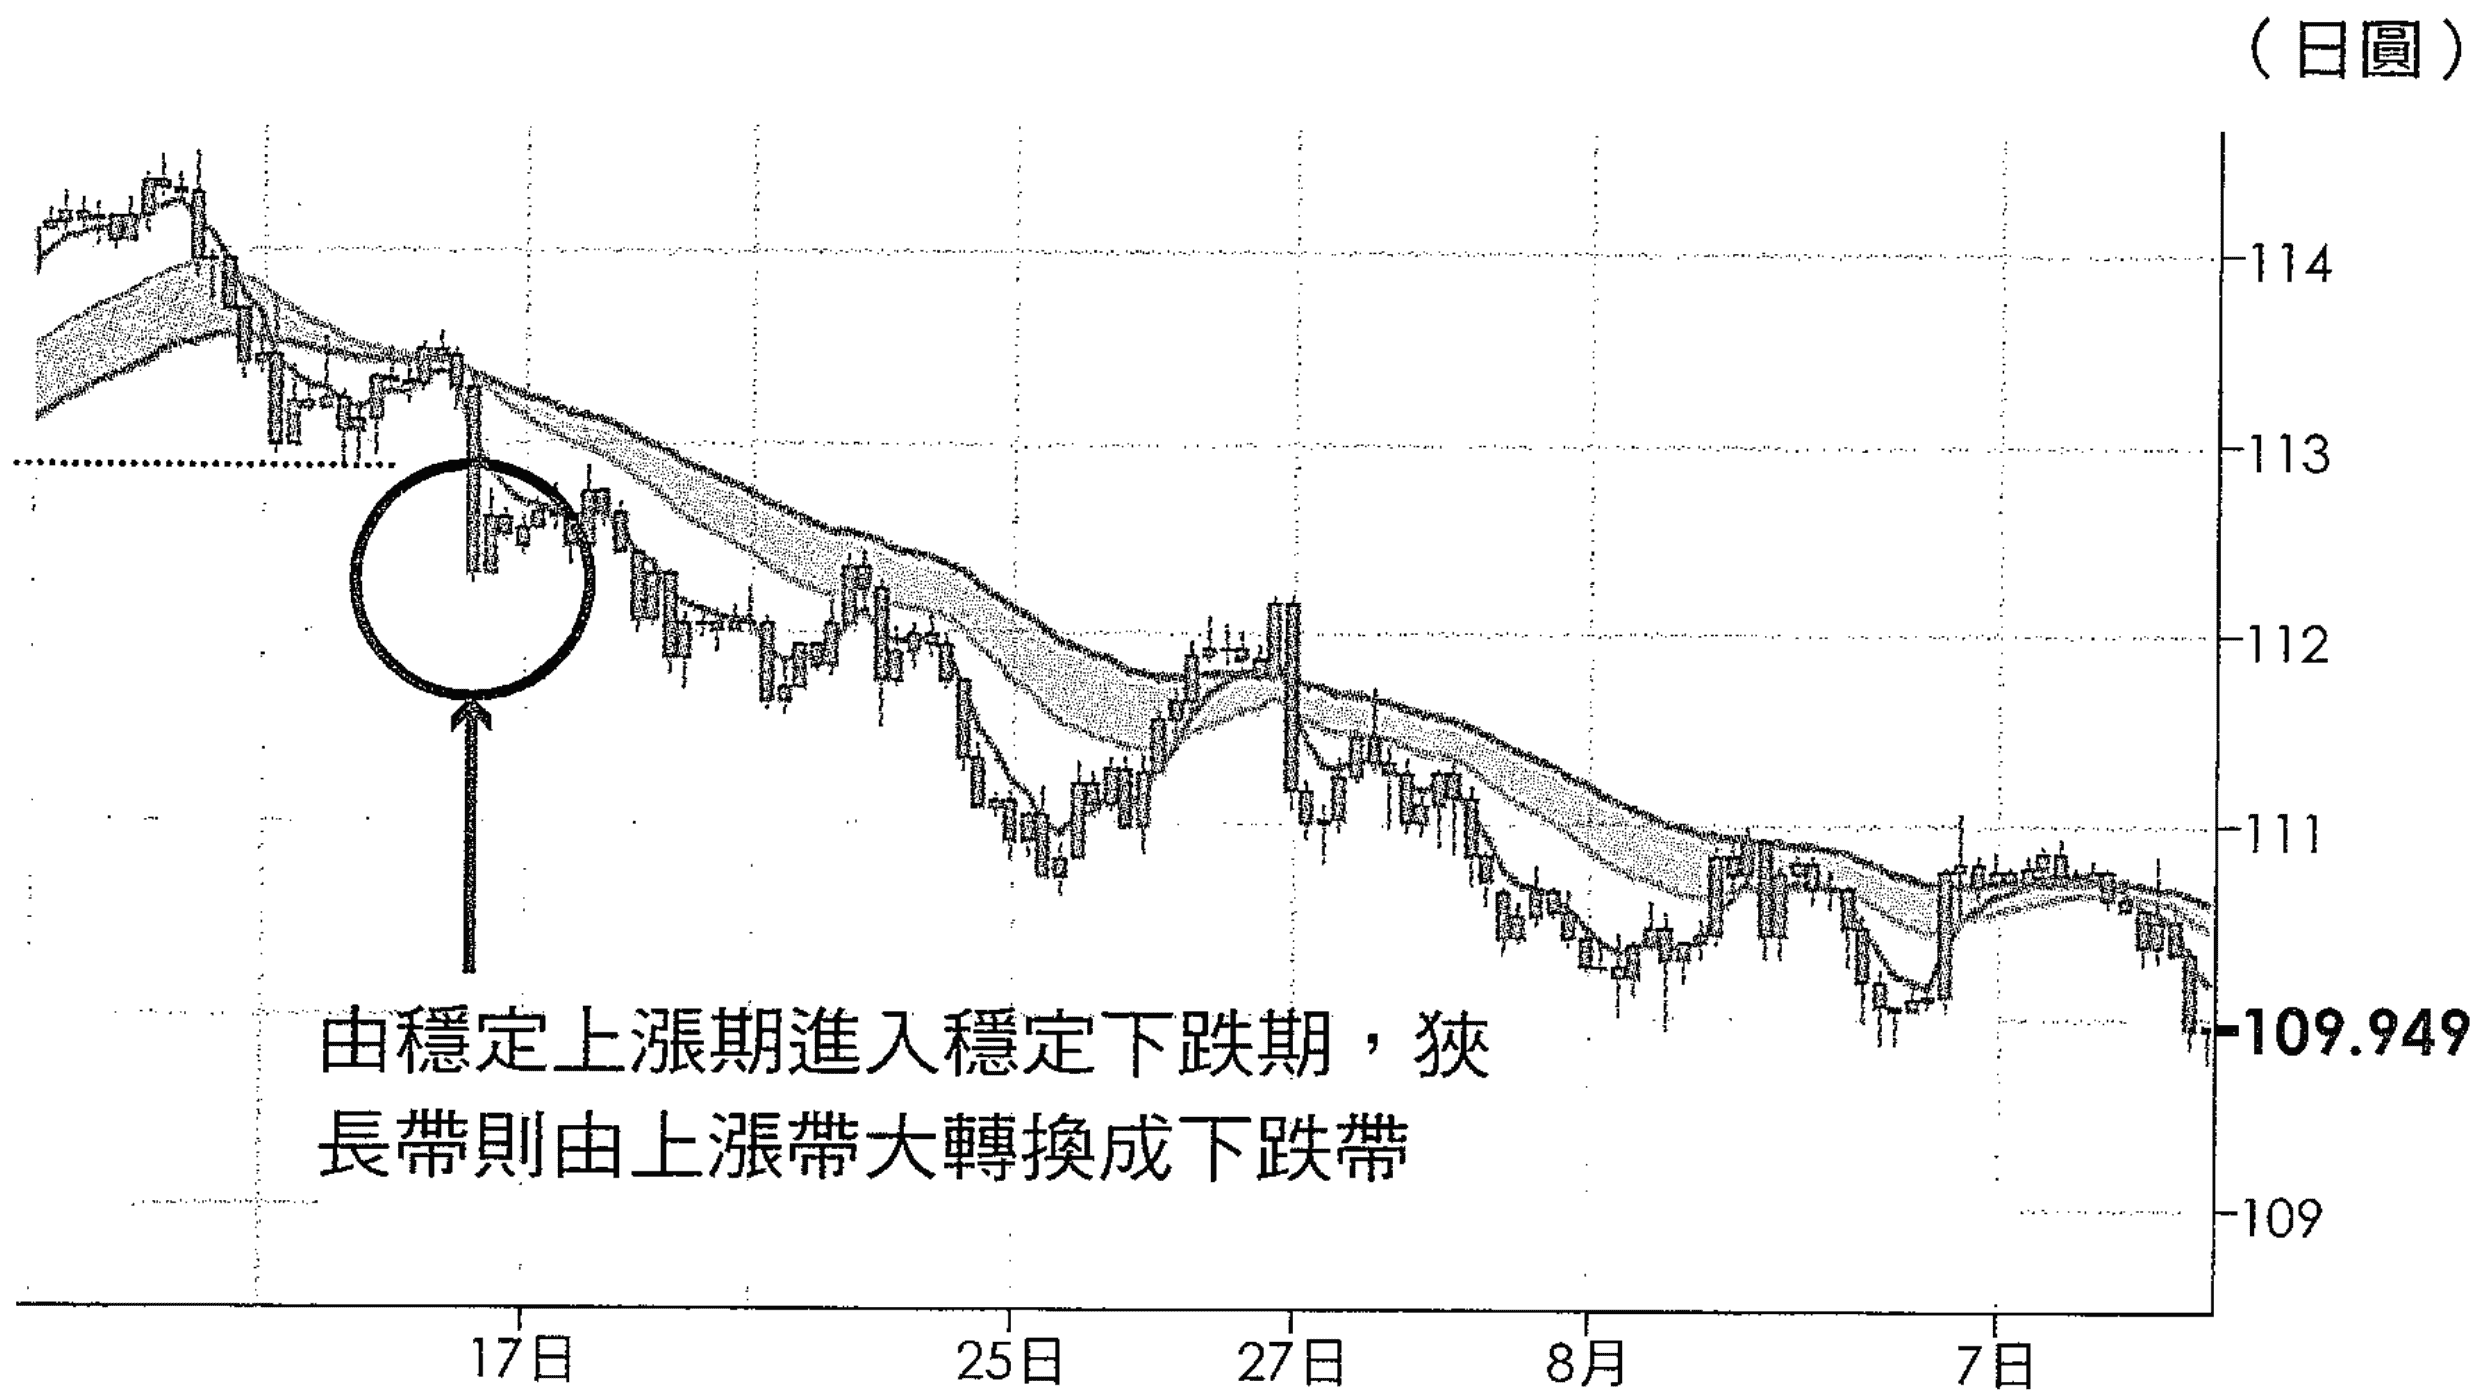 （日圓）
114
113
112
111
109.949
109
由穩定上漲期進入穩定下跌期，狹
長帶則由上漲帶大轉換成下跌帶
17日
25日
27日
8月
7日